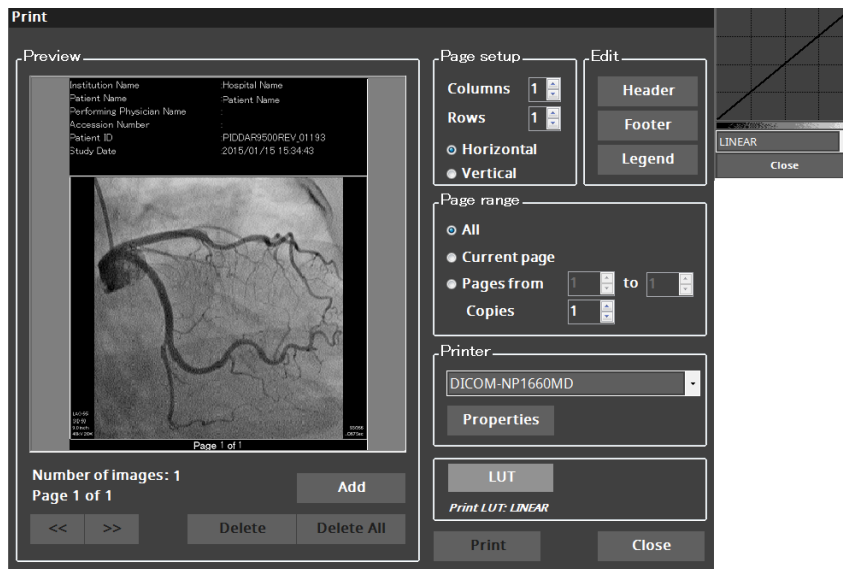 Print
Preview
Institution Name :Hospital Name
Patient Name :Patient Name
Performing Physician Name :
Accession Number :
Patient ID :PIDDAR9500REV_01193
Study Date :2015/01/15 15:34:43
Page 1 of 1
Number of images: 1
Page 1 of 1
Add
<< >> Delete Delete All
Page setup
Columns 1
Rows 1
Horizontal
Vertical
Edit
Header
Footer
Legend
Page range
All
Current page
Pages from 1 to 1
Copies 1
Printer
DICOM-NP1660MD
Properties
LUT
Print LUT: LINEAR
Print Close
LINEAR
Close